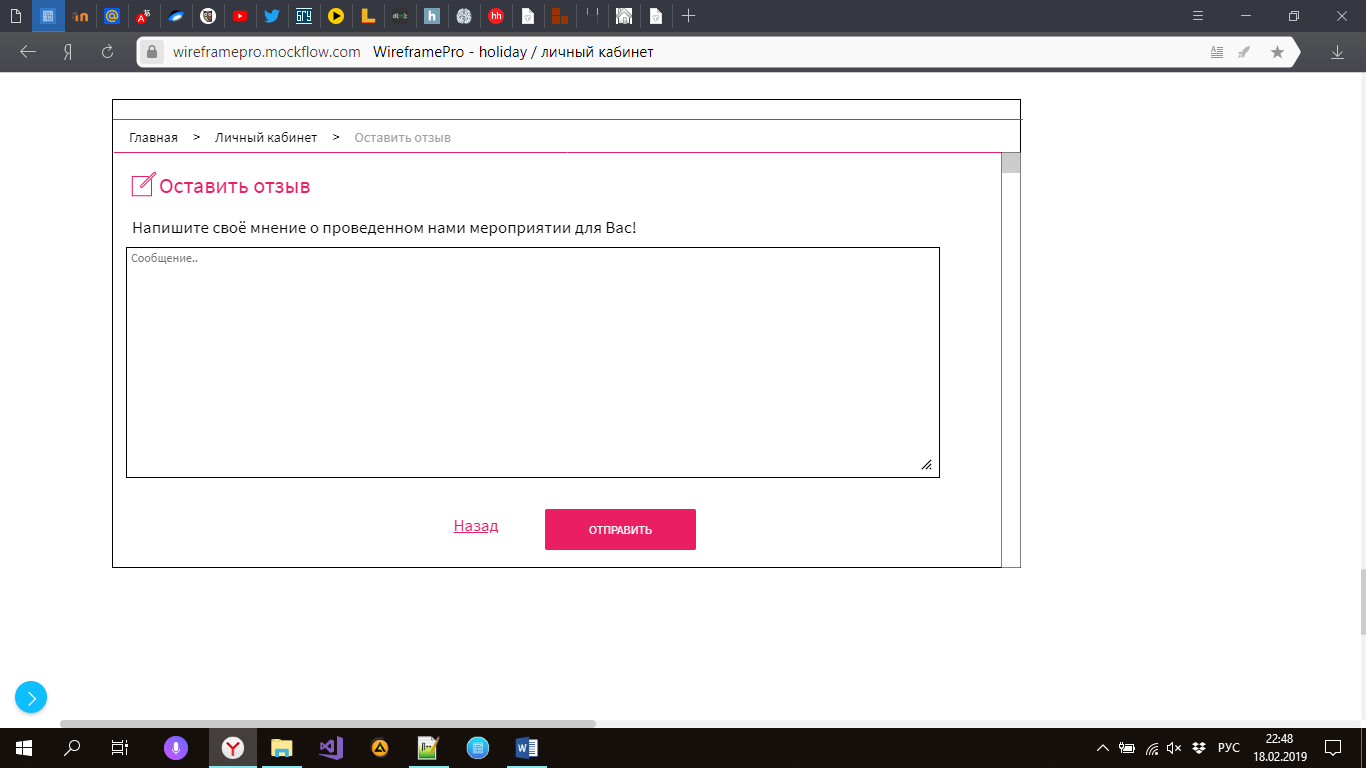 wireframepro.mockflow.com WireframePro - holiday / личный кабинет
Главная > Личный кабинет > Оставить отзыв
Оставить отзыв
Напишите своё мнение о проведенном нами мероприятии для Вас!
Сообщение..
Назад ОТПРАВИТЬ
РУС
22:48
18.02.2019